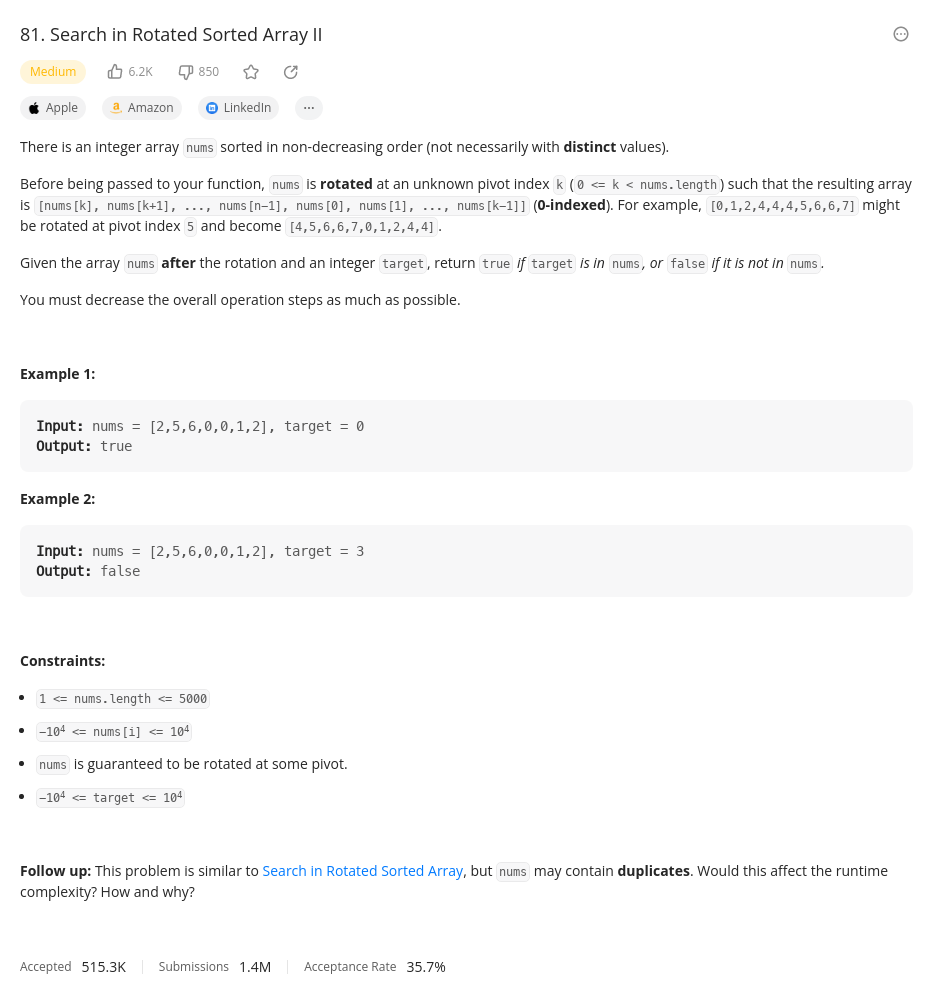 81. Search in Rotated Sorted Array II
Medium 6.2K 850
Apple Amazon LinkedIn ...
There is an integer array nums sorted in non-decreasing order (not necessarily with distinct values).
Before being passed to your function, nums is rotated at an unknown pivot index k (0 <= k < nums.length) such that the resulting array
is [nums[k], nums[k+1], ..., nums[n-1], nums[0], nums[1], ..., nums[k-1]] (0-indexed). For example, [0,1,2,4,4,4,5,6,6,7] might
be rotated at pivot index 5 and become [4,5,6,6,7,0,1,2,4,4].
Given the array nums after the rotation and an integer target, return true if target is in nums, or false if it is not in nums.
You must decrease the overall operation steps as much as possible.
Example 1:
Input: nums = [2,5,6,0,0,1,2], target = 0
Output: true
Example 2:
Input: nums = [2,5,6,0,0,1,2], target = 3
Output: false
Constraints:
• 1 <= nums.length <= 5000
• −10⁴ <= nums[i] <= 10⁴
• nums is guaranteed to be rotated at some pivot.
• −10⁴ <= target <= 10⁴
Follow up: This problem is similar to Search in Rotated Sorted Array, but nums may contain duplicates. Would this affect the runtime
complexity? How and why?
Accepted 515.3K Submissions 1.4M Acceptance Rate 35.7%